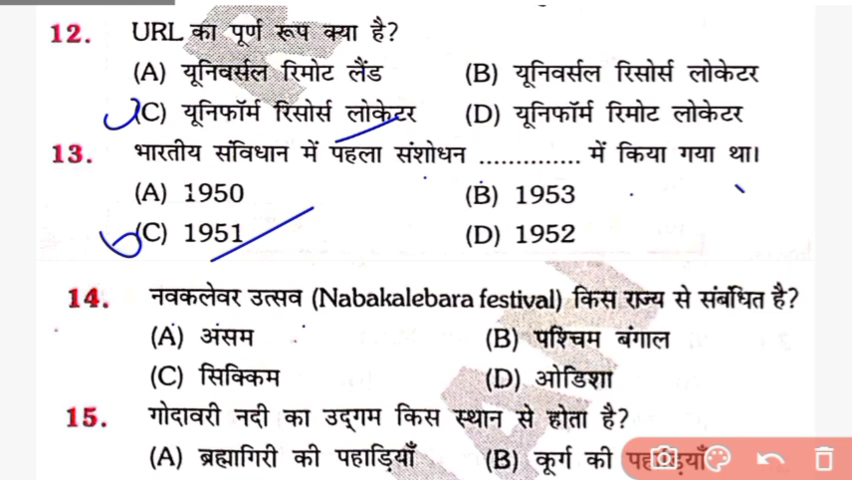 12. URL का पूर्ण रूप क्या है?
(A) यूनिवर्सल रिमोट लैंड (B) यूनिवर्सल रिसोर्स लोकेटर
(C) यूनिफॉर्म रिसोर्स लोकेटर (D) यूनिफॉर्म रिमोट लोकेटर
13. भारतीय संविधान में पहला संशोधन .............. में किया गया था।
(A) 1950 (B) 1953
(C) 1951 (D) 1952
14. नवकलेवर उत्सव (Nabakalebara festival) किस राज्य से संबंधित है?
(A) असम (B) पश्चिम बंगाल
(C) सिक्किम (D) ओडिशा
15. गोदावरी नदी का उद्गम किस स्थान से होता है?
(A) ब्रह्मागिरी की पहाड़ियाँ (B) कूर्ग की पहाड़ियाँ